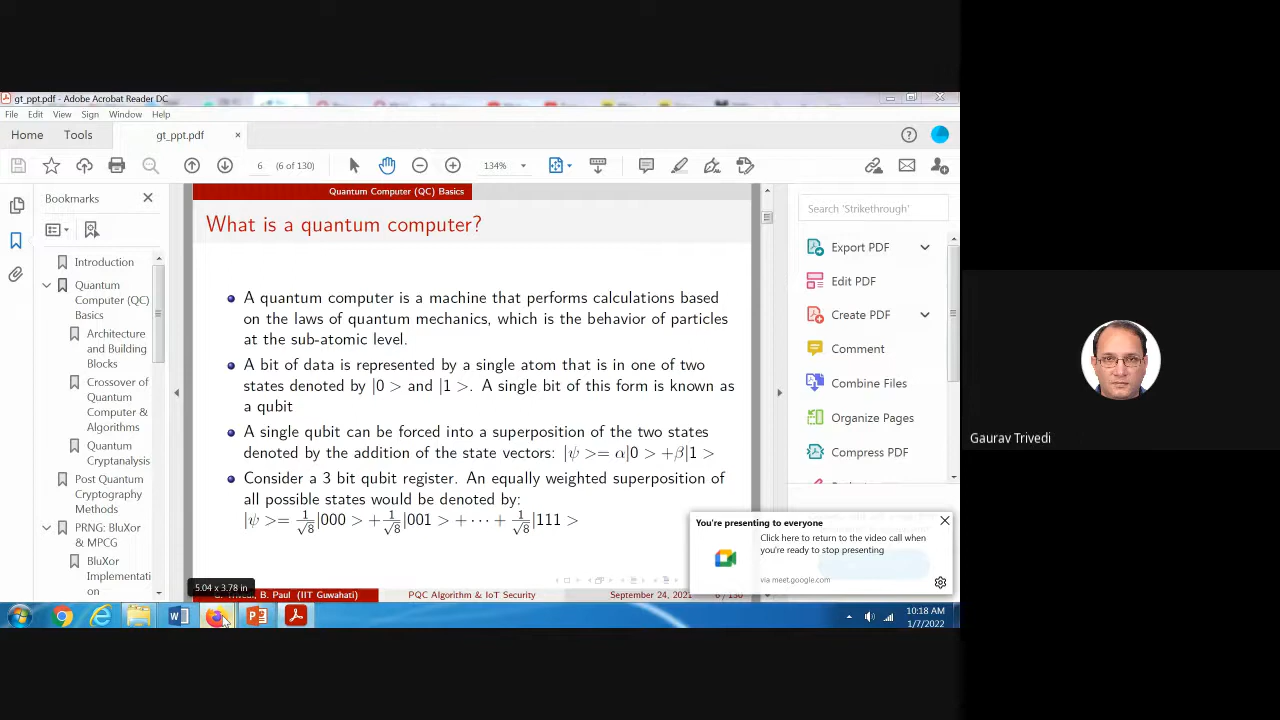 gt_ppt.pdf - Adobe Acrobat Reader DC
File Edit View Sign Window Help
Home Tools gt_ppt.pdf ×
6 (6 of 130) 134%
Bookmarks
Introduction
Quantum
Computer (QC)
Basics
Architecture
and Building
Blocks
Crossover of
Quantum
Computer &
Algorithms
Quantum
Cryptanalysis
Post Quantum
Cryptography
Methods
PRNG: BluXor
& MPCG
BluXor
Implementati
on
Quantum Computer (QC) Basics
What is a quantum computer?
A quantum computer is a machine that performs calculations based
on the laws of quantum mechanics, which is the behavior of particles
at the sub-atomic level.
A bit of data is represented by a single atom that is in one of two
states denoted by |0 > and |1 >. A single bit of this form is known as
a qubit
A single qubit can be forced into a superposition of the two states
denoted by the addition of the state vectors: |ψ >= α|0 > +β|1 >
Consider a 3 bit qubit register. An equally weighted superposition of
all possible states would be denoted by:
|ψ >= 1/√8|000 > + 1/√8|001 > + ··· + 1/√8|111 >
5.04 x 3.78 in
B. Paul (IIT Guwahati) PQC Algorithm & IoT Security September 24, 202
Search 'Strikethrough'
Export PDF
Edit PDF
Create PDF
Comment
Combine Files
Organize Pages
Compress PDF
You're presenting to everyone
Click here to return to the video call when
you're ready to stop presenting
via meet.google.com
10:18 AM
1/7/2022
Gaurav Trivedi